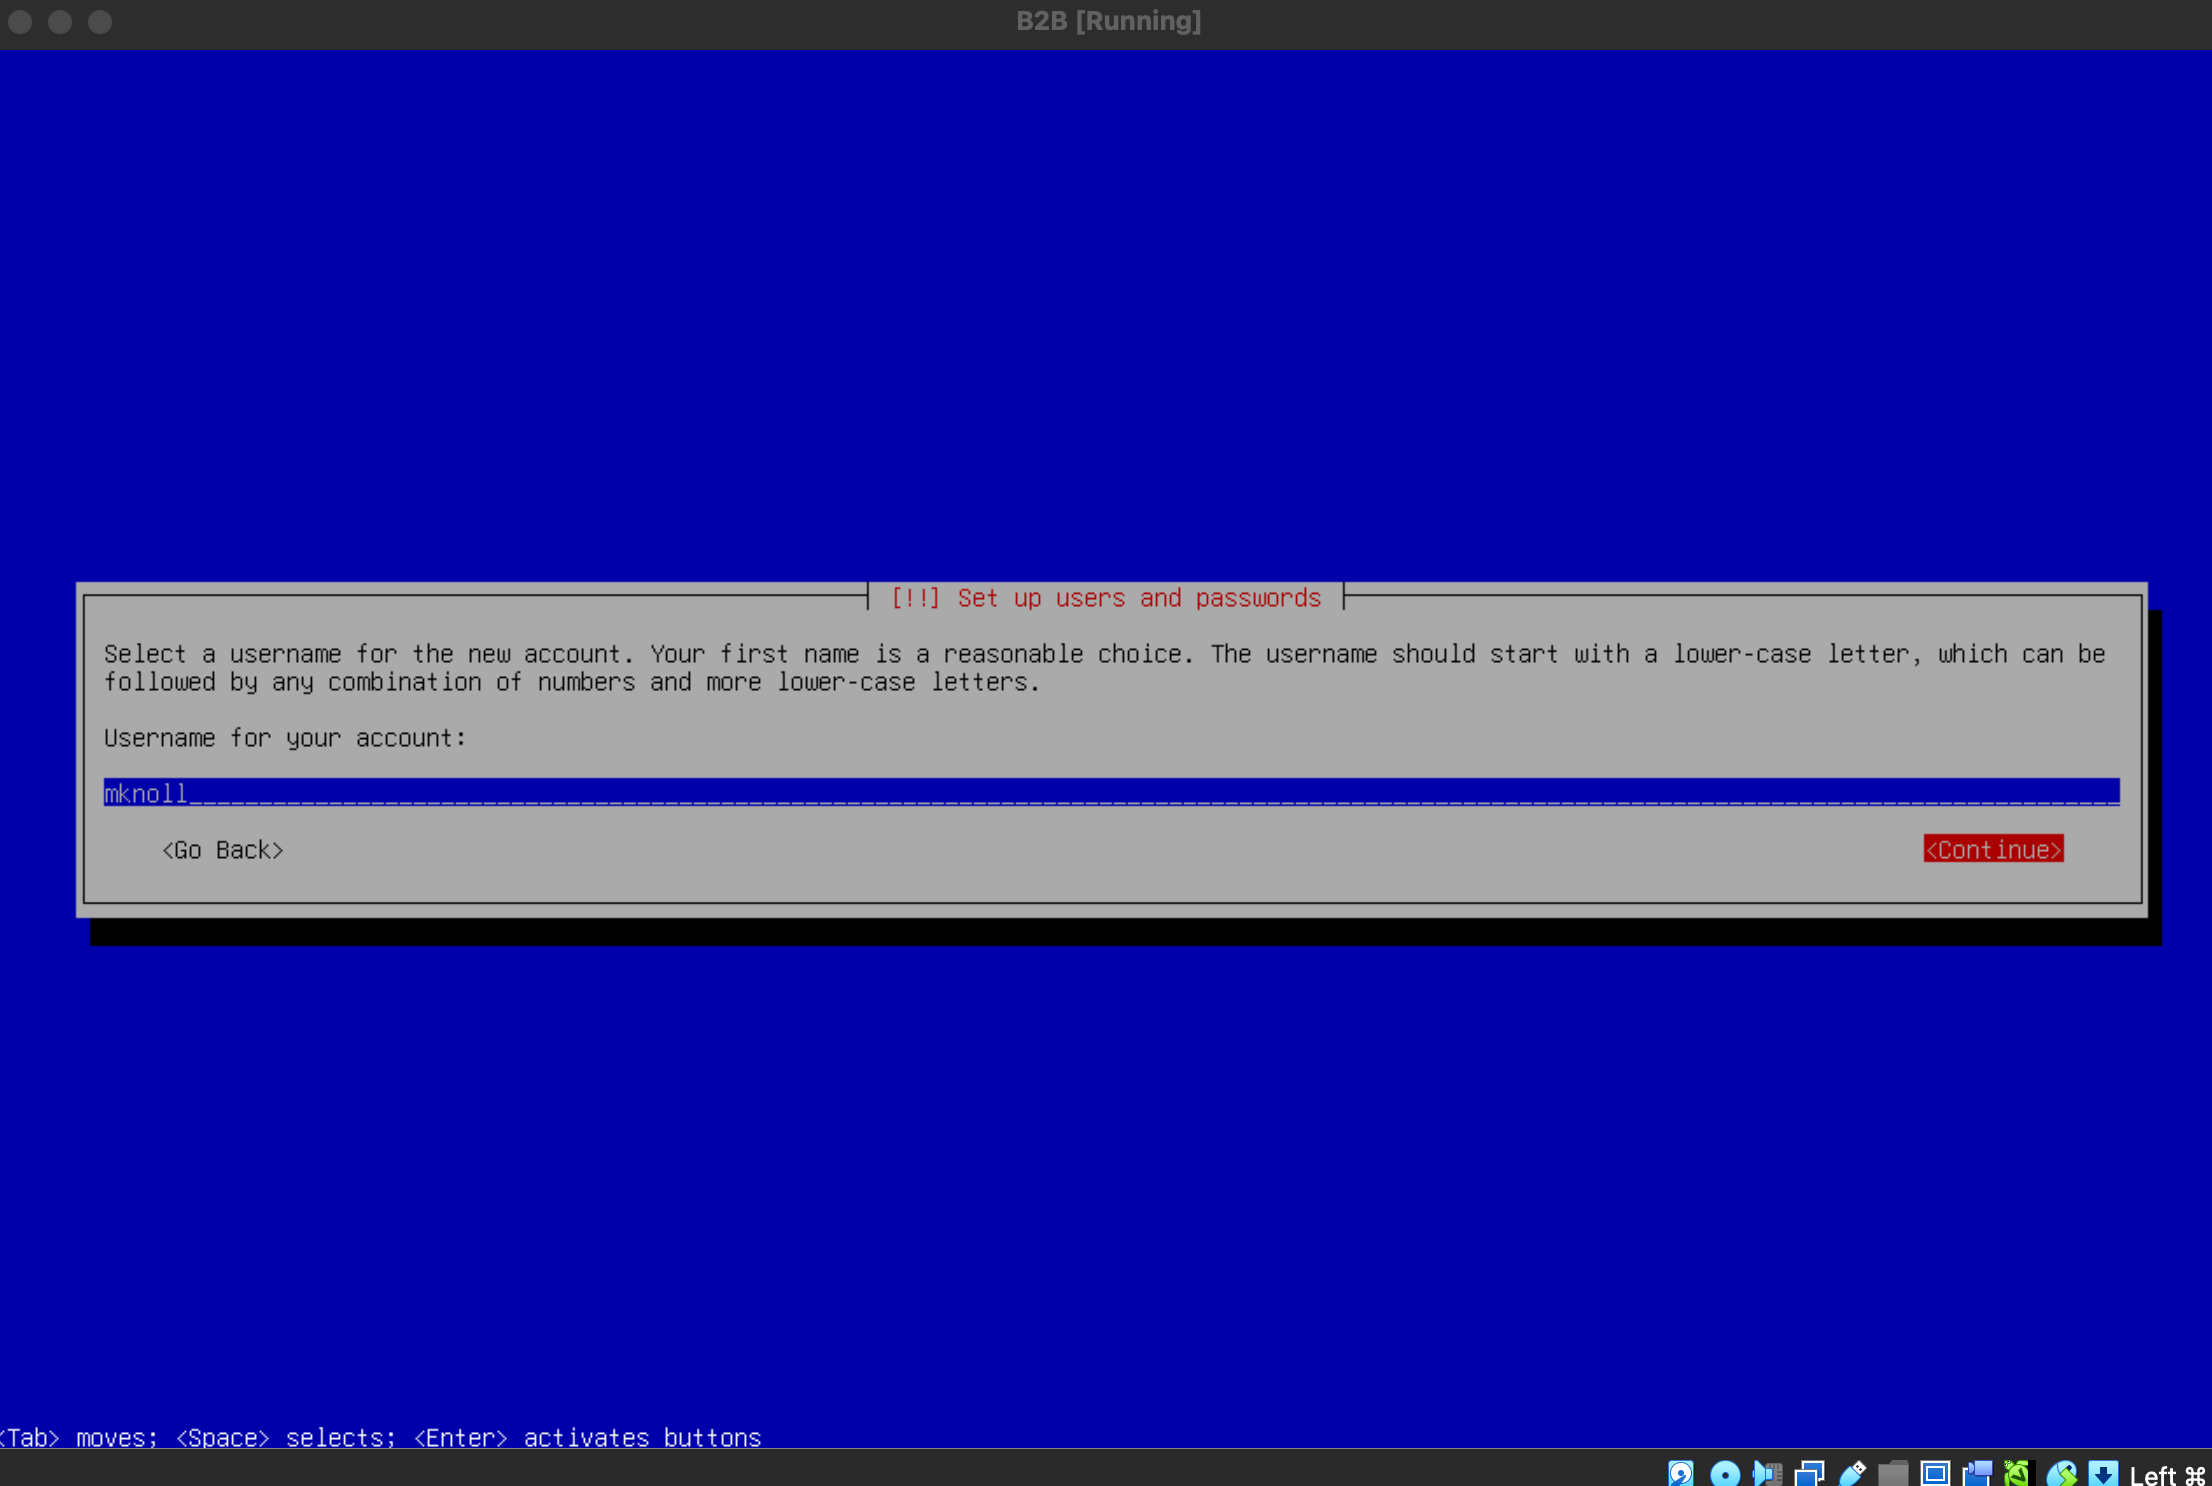 B2B [Running]
[!!] Set up users and passwords
Select a username for the new account. Your first name is a reasonable choice. The username should start with a lower-case letter, which can be
followed by any combination of numbers and more lower-case letters.
Username for your account:
mknoll
<Go Back>
<Continue>
<Tab> moves; <Space> selects; <Enter> activates buttons
Left ⌘